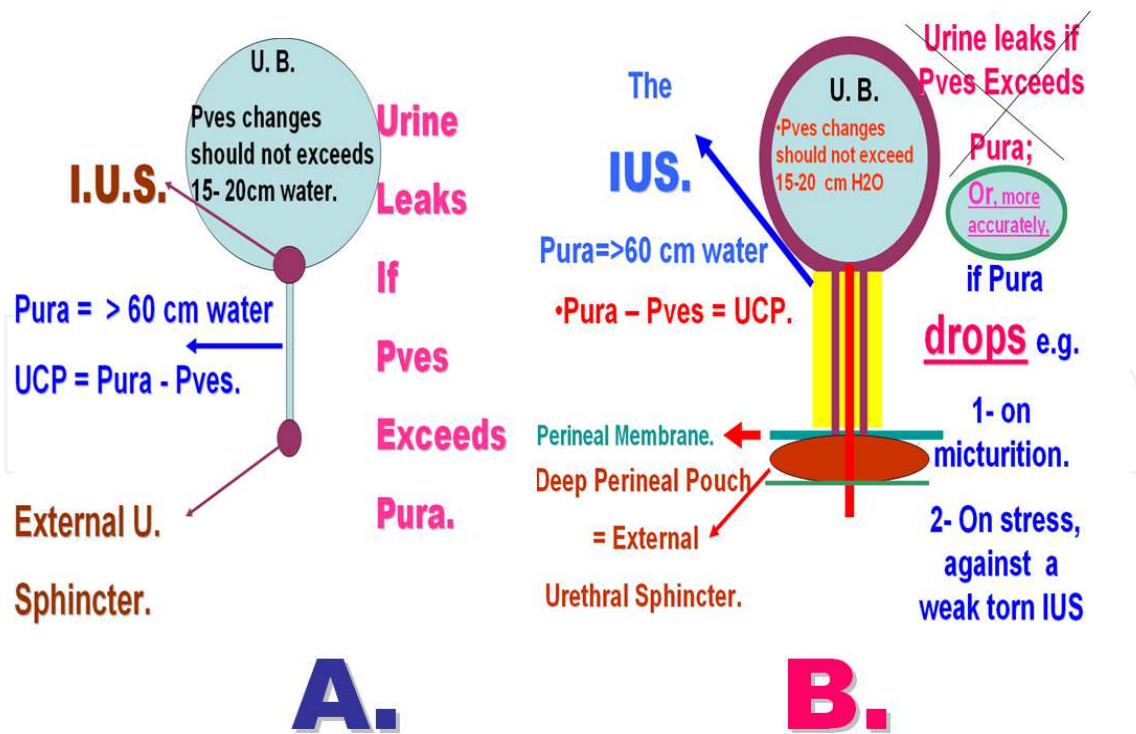 U. B.
Pves changes
should not exceeds
15- 20cm water.
I.U.S.
Pura = > 60 cm water
UCP = Pura - Pves.
External U.
Sphincter.
Urine
Leaks
If
Pves
Exceeds
Pura.
A.
The
IUS.
Pura=>60 cm water
•Pura – Pves = UCP.
U. B.
•Pves changes
should not exceed
15-20 cm H2O
Perineal Membrane.
Deep Perineal Pouch
= External
Urethral Sphincter.
Urine leaks if
Pves Exceeds
Pura;
Or, more
accurately,
if Pura
drops e.g.
1- on
micturition.
2- On stress,
against a
weak torn IUS
B.